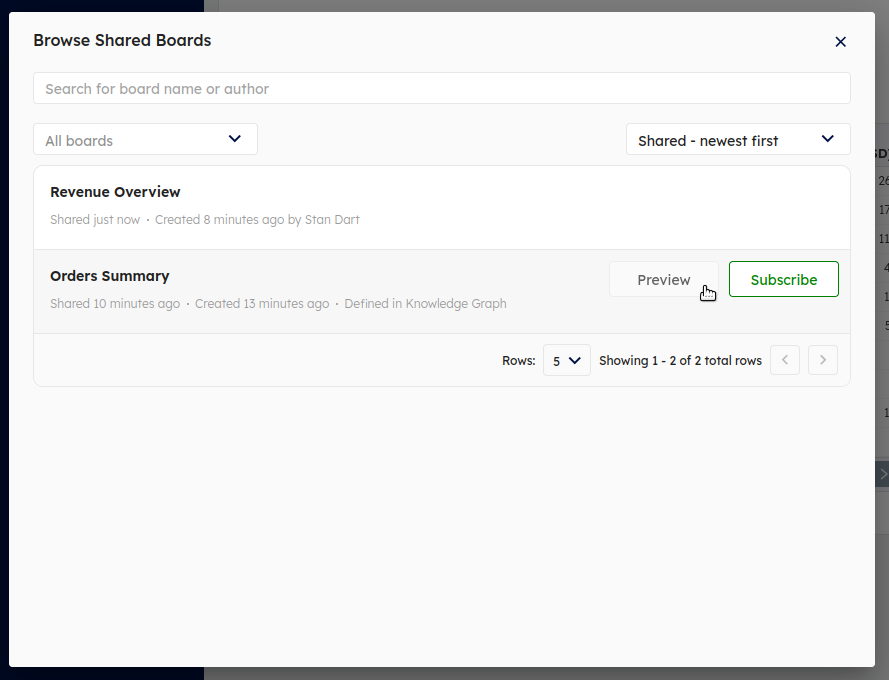 Browse Shared Boards
Search for board name or author
All boards
Shared - newest first
Revenue Overview
Shared just now · Created 8 minutes ago by Stan Dart
Orders Summary
Preview
Subscribe
Shared 10 minutes ago · Created 13 minutes ago · Defined in Knowledge Graph
Rows: 5 Showing 1 - 2 of 2 total rows